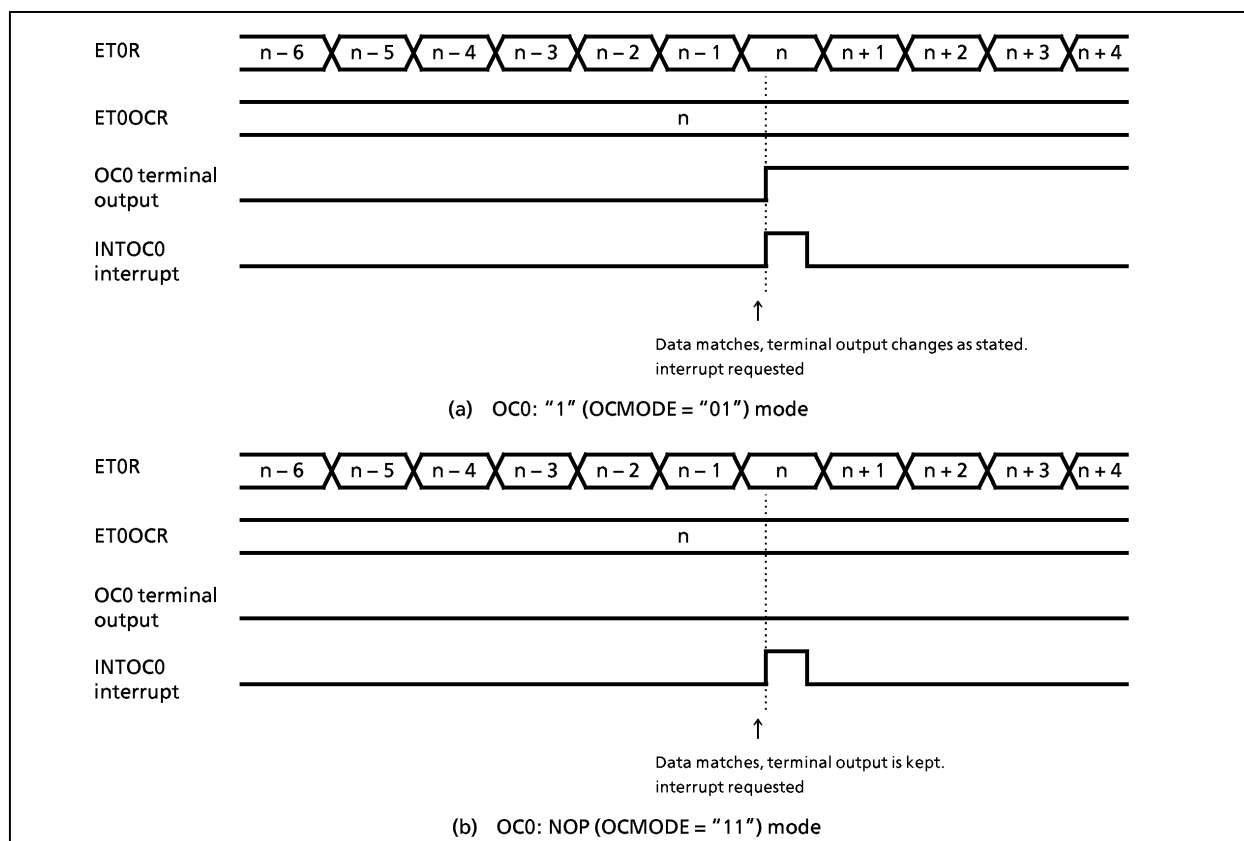 ET0R n – 6 n – 5 n – 4 n – 3 n – 2 n – 1 n n + 1 n + 2 n + 3 n + 4
ET0OCR n
OC0 terminal
output
INTOC0
interrupt
Data matches, terminal output changes as stated.
interrupt requested
(a) OC0: “1” (OCMODE = “01”) mode
ET0R n – 6 n – 5 n – 4 n – 3 n – 2 n – 1 n n + 1 n + 2 n + 3 n + 4
ET0OCR n
OC0 terminal
output
INTOC0
interrupt
Data matches, terminal output is kept.
interrupt requested
(b) OC0: NOP (OCMODE = “11”) mode